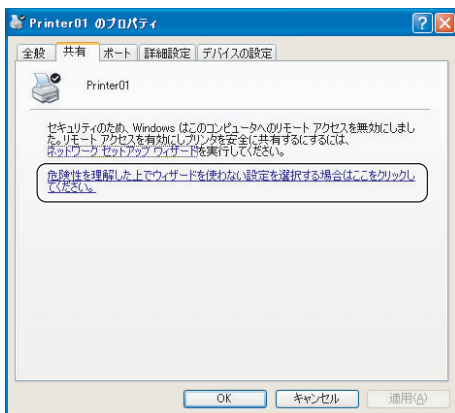 Printer01 のプロパティ
全般 共有 ポート 詳細設定 デバイスの設定
Printer01
セキュリティのため、Windows はこのコンピュータへのリモート アクセスを無効にしまし
た。リモート アクセスを有効にしプリンタを安全に共有するにするには、
ネットワーク セットアップ ウィザードを実行してください。
危険性を理解した上でウィザードを使わない設定を選択する場合はここをクリックし
てください。
OK キャンセル 適用(A)